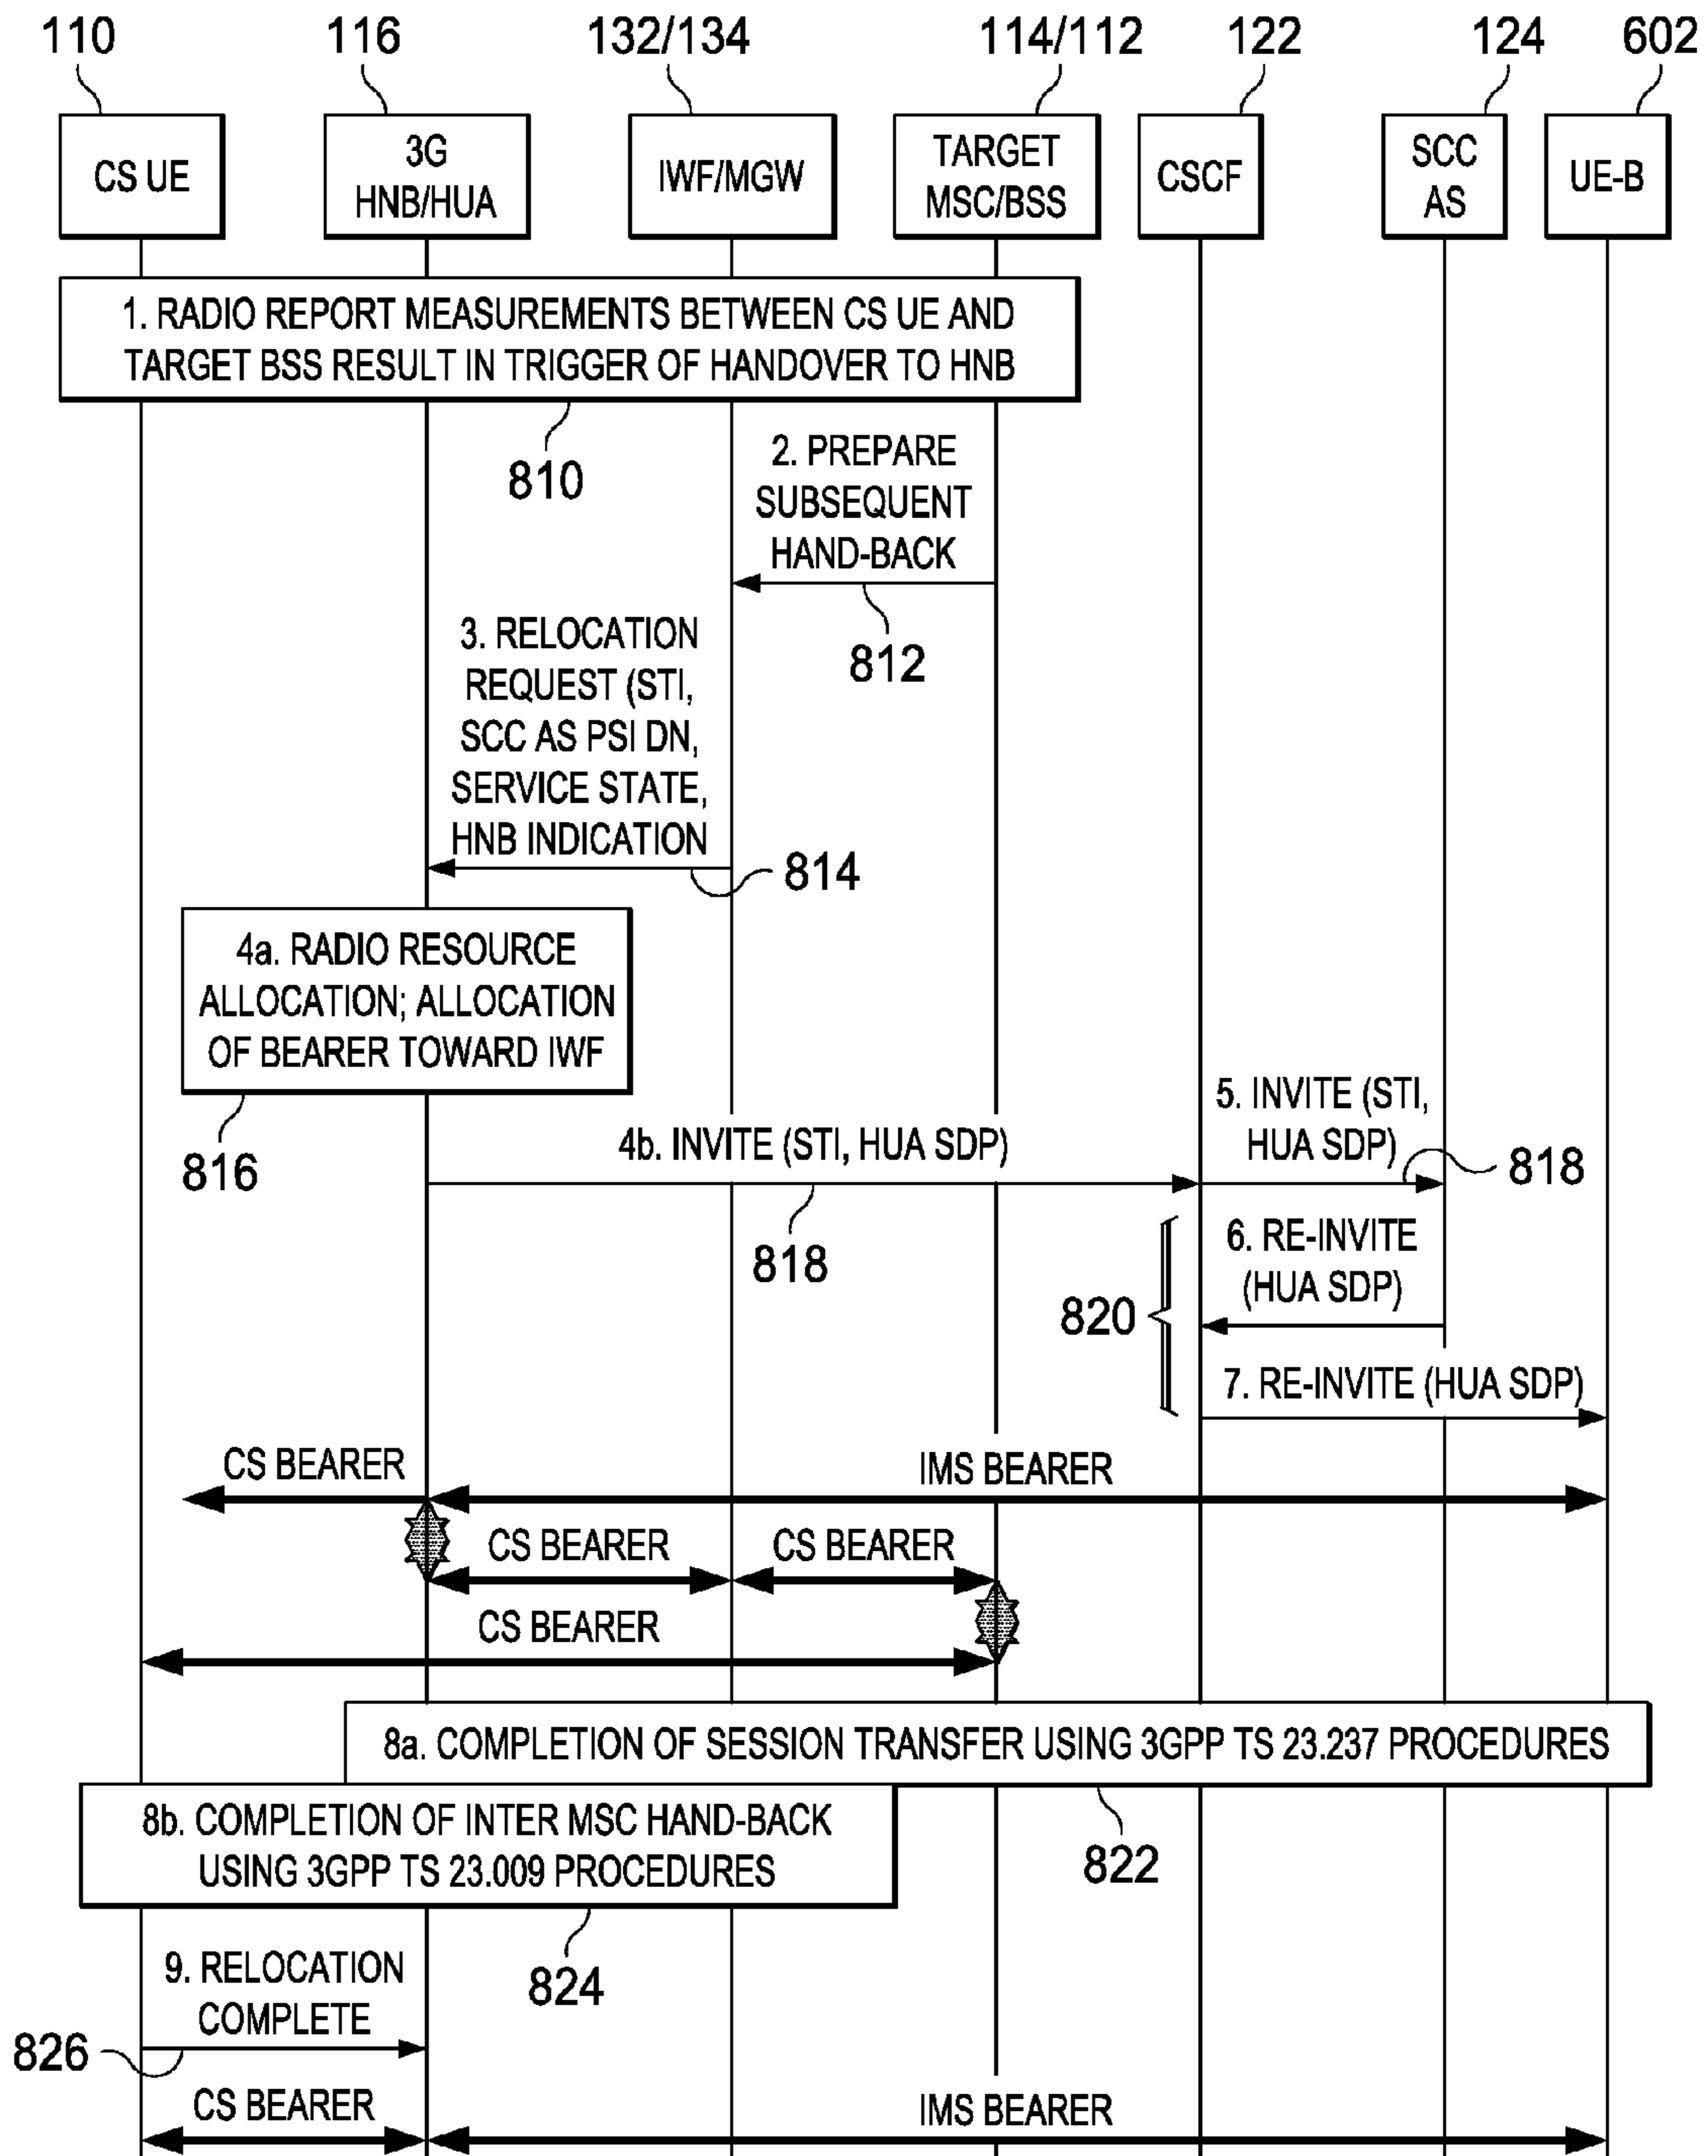 110
116
132/134
114/112
122
124
602
CS UE
3G
HNB/HUA
IWF/MGW
TARGET
MSC/BSS
CSCF
SCC
AS
UE-B
1. RADIO REPORT MEASUREMENTS BETWEEN CS UE AND
TARGET BSS RESULT IN TRIGGER OF HANDOVER TO HNB
810
2. PREPARE
SUBSEQUENT
HAND-BACK
812
3. RELOCATION
REQUEST (STI,
SCC AS PSI DN,
SERVICE STATE,
HNB INDICATION
814
4a. RADIO RESOURCE
ALLOCATION; ALLOCATION
OF BEARER TOWARD IWF
816
4b. INVITE (STI, HUA SDP)
818
5. INVITE (STI,
HUA SDP)
818
6. RE-INVITE
(HUA SDP)
820
7. RE-INVITE (HUA SDP)
CS BEARER
IMS BEARER
CS BEARER
CS BEARER
CS BEARER
8a. COMPLETION OF SESSION TRANSFER USING 3GPP TS 23.237 PROCEDURES
822
8b. COMPLETION OF INTER MSC HAND-BACK
USING 3GPP TS 23.009 PROCEDURES
824
9. RELOCATION
COMPLETE
826
CS BEARER
IMS BEARER